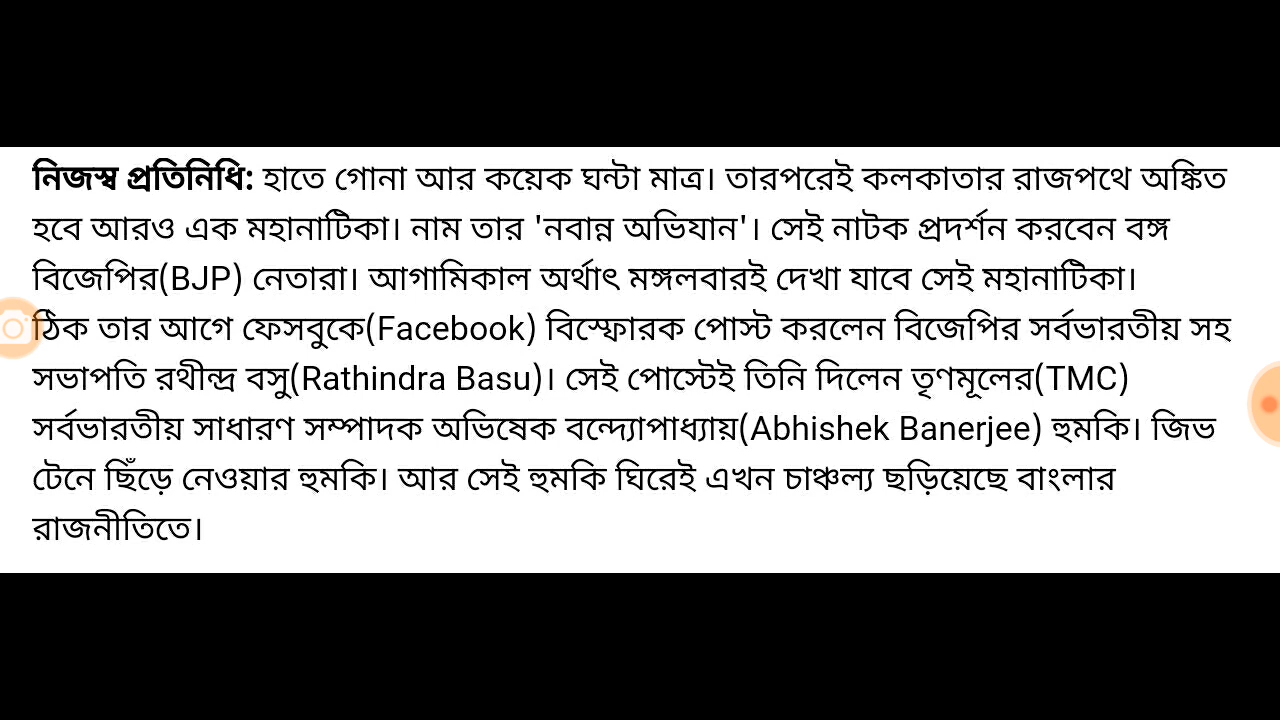 নিজস্ব প্রতিনিধি: হাতে গোনা আর কয়েক ঘন্টা মাত্র। তারপরেই কলকাতার রাজপথে অঙ্কিত
হবে আরও এক মহানাটিকা। নাম তার 'নবান্ন অভিযান'। সেই নাটক প্রদর্শন করবেন বঙ্গ
বিজেপির(BJP) নেতারা। আগামিকাল অর্থাৎ মঙ্গলবারই দেখা যাবে সেই মহানাটিকা।
ঠিক তার আগে ফেসবুকে(Facebook) বিস্ফোরক পোস্ট করলেন বিজেপির সর্বভারতীয় সহ
সভাপতি রথীন্দ্র বসু(Rathindra Basu)। সেই পোস্টেই তিনি দিলেন তৃণমূলের(TMC)
সর্বভারতীয় সাধারণ সম্পাদক অভিষেক বন্দ্যোপাধ্যায়(Abhishek Banerjee) হুমকি। জিভ
টেনে ছিঁড়ে নেওয়ার হুমকি। আর সেই হুমকি ঘিরেই এখন চাঞ্চল্য ছড়িয়েছে বাংলার
রাজনীতিতে।